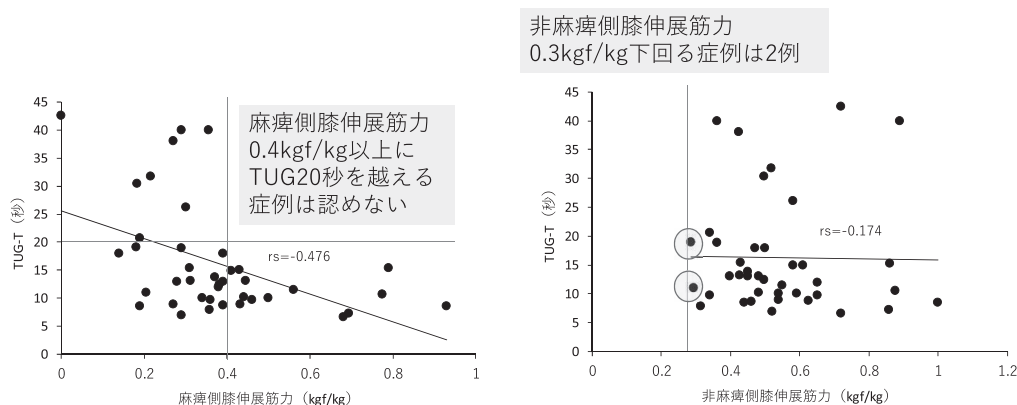 非麻痺側膝伸展筋力
0.3kgf/kg下回る症例は2例
麻痺側膝伸展筋力
0.4kgf/kg以上に
TUG20秒を越える
症例は認めない
TUG-T（秒）
45
40
35
30
25
20
15
10
5
0
rs=-0.476
0
0.2
0.4
0.6
0.8
1
麻痺側膝伸展筋力（kgf/kg）
TUG-T（秒）
45
40
35
30
25
20
15
10
5
0
rs=-0.174
0
0.2
0.4
0.6
0.8
1
1.2
非麻痺側膝伸展筋力（kgf/kg）